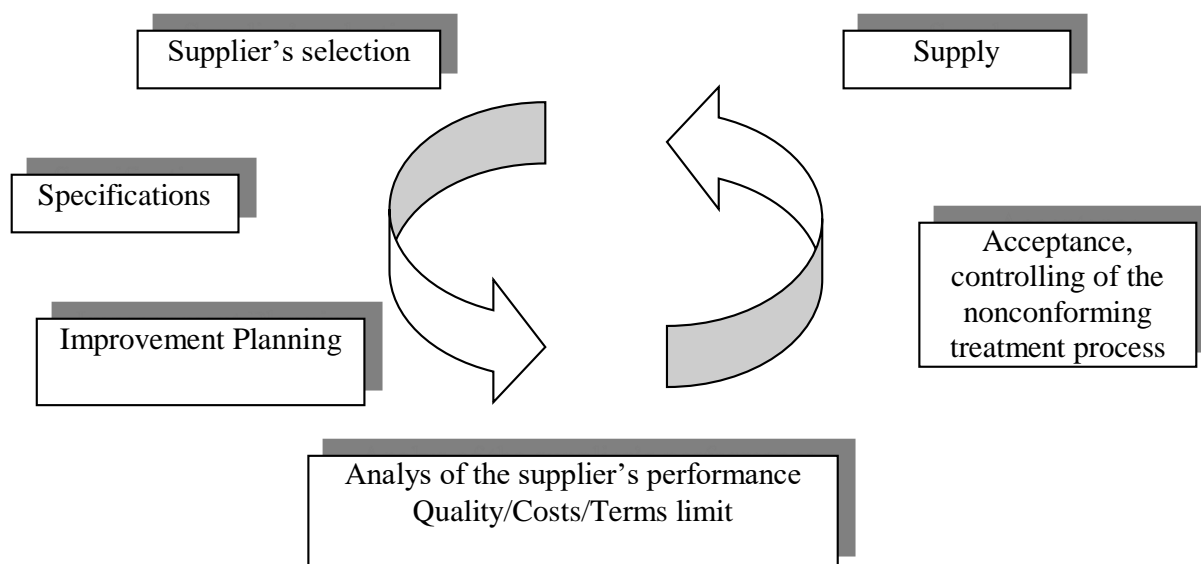 Supplier’s selection
Supply
Specifications
Acceptance,
controlling of the
nonconforming
treatment process
Improvement Planning
Analys of the supplier’s performance
Quality/Costs/Terms limit